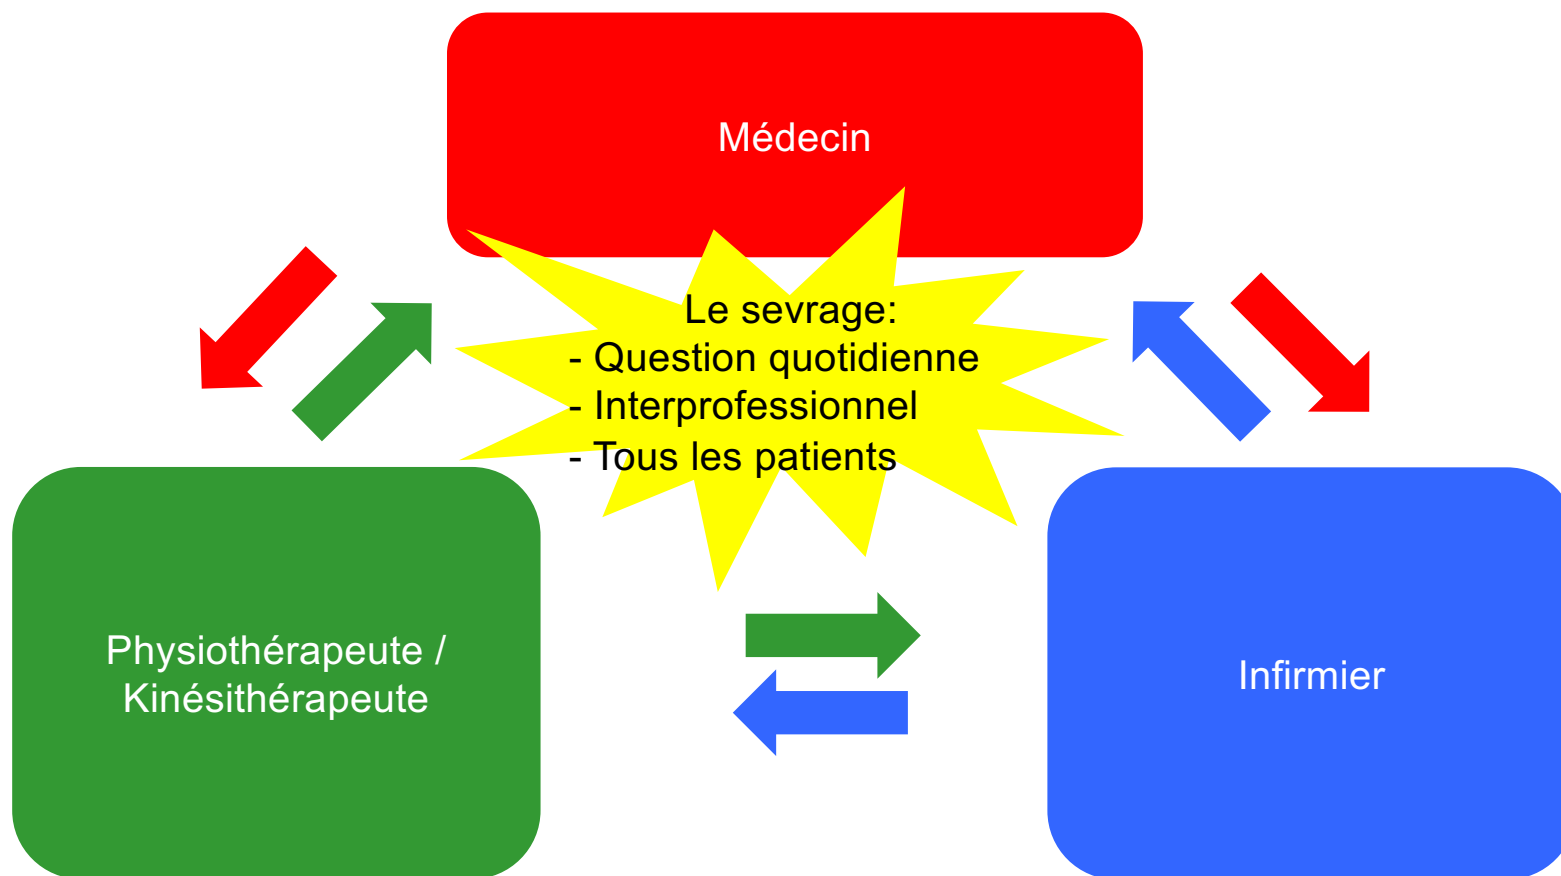 Médecin
Le sevrage:
- Question quotidienne
- Interprofessionnel
- Tous les patients
Physiothérapeute /
Kinésithérapeute
Infirmier